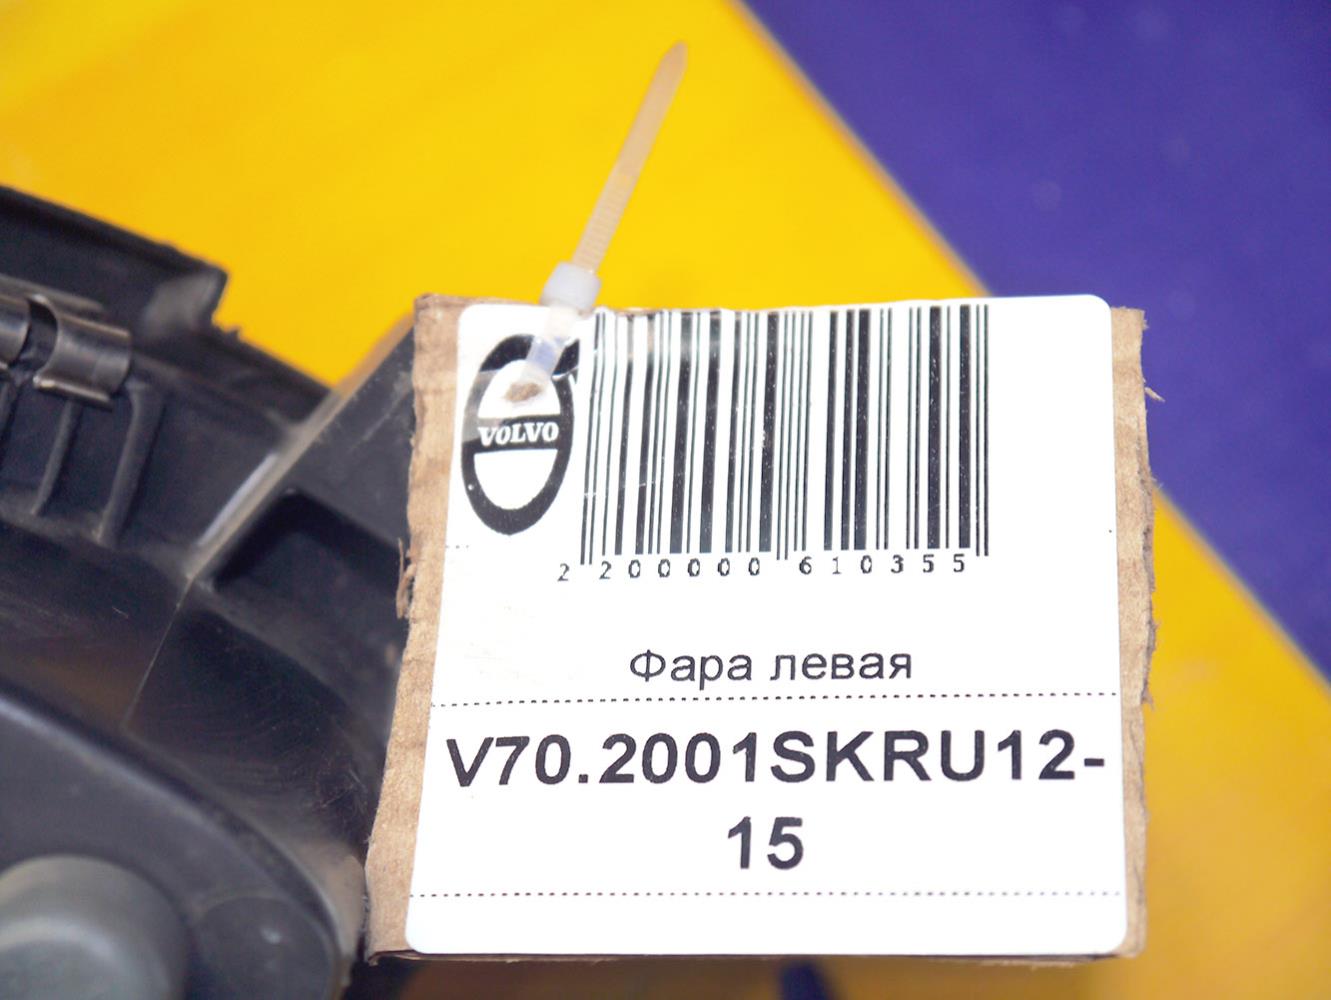 VOLVO
2 200000 610355
Фара левая
V70.2001SKRU12-
15